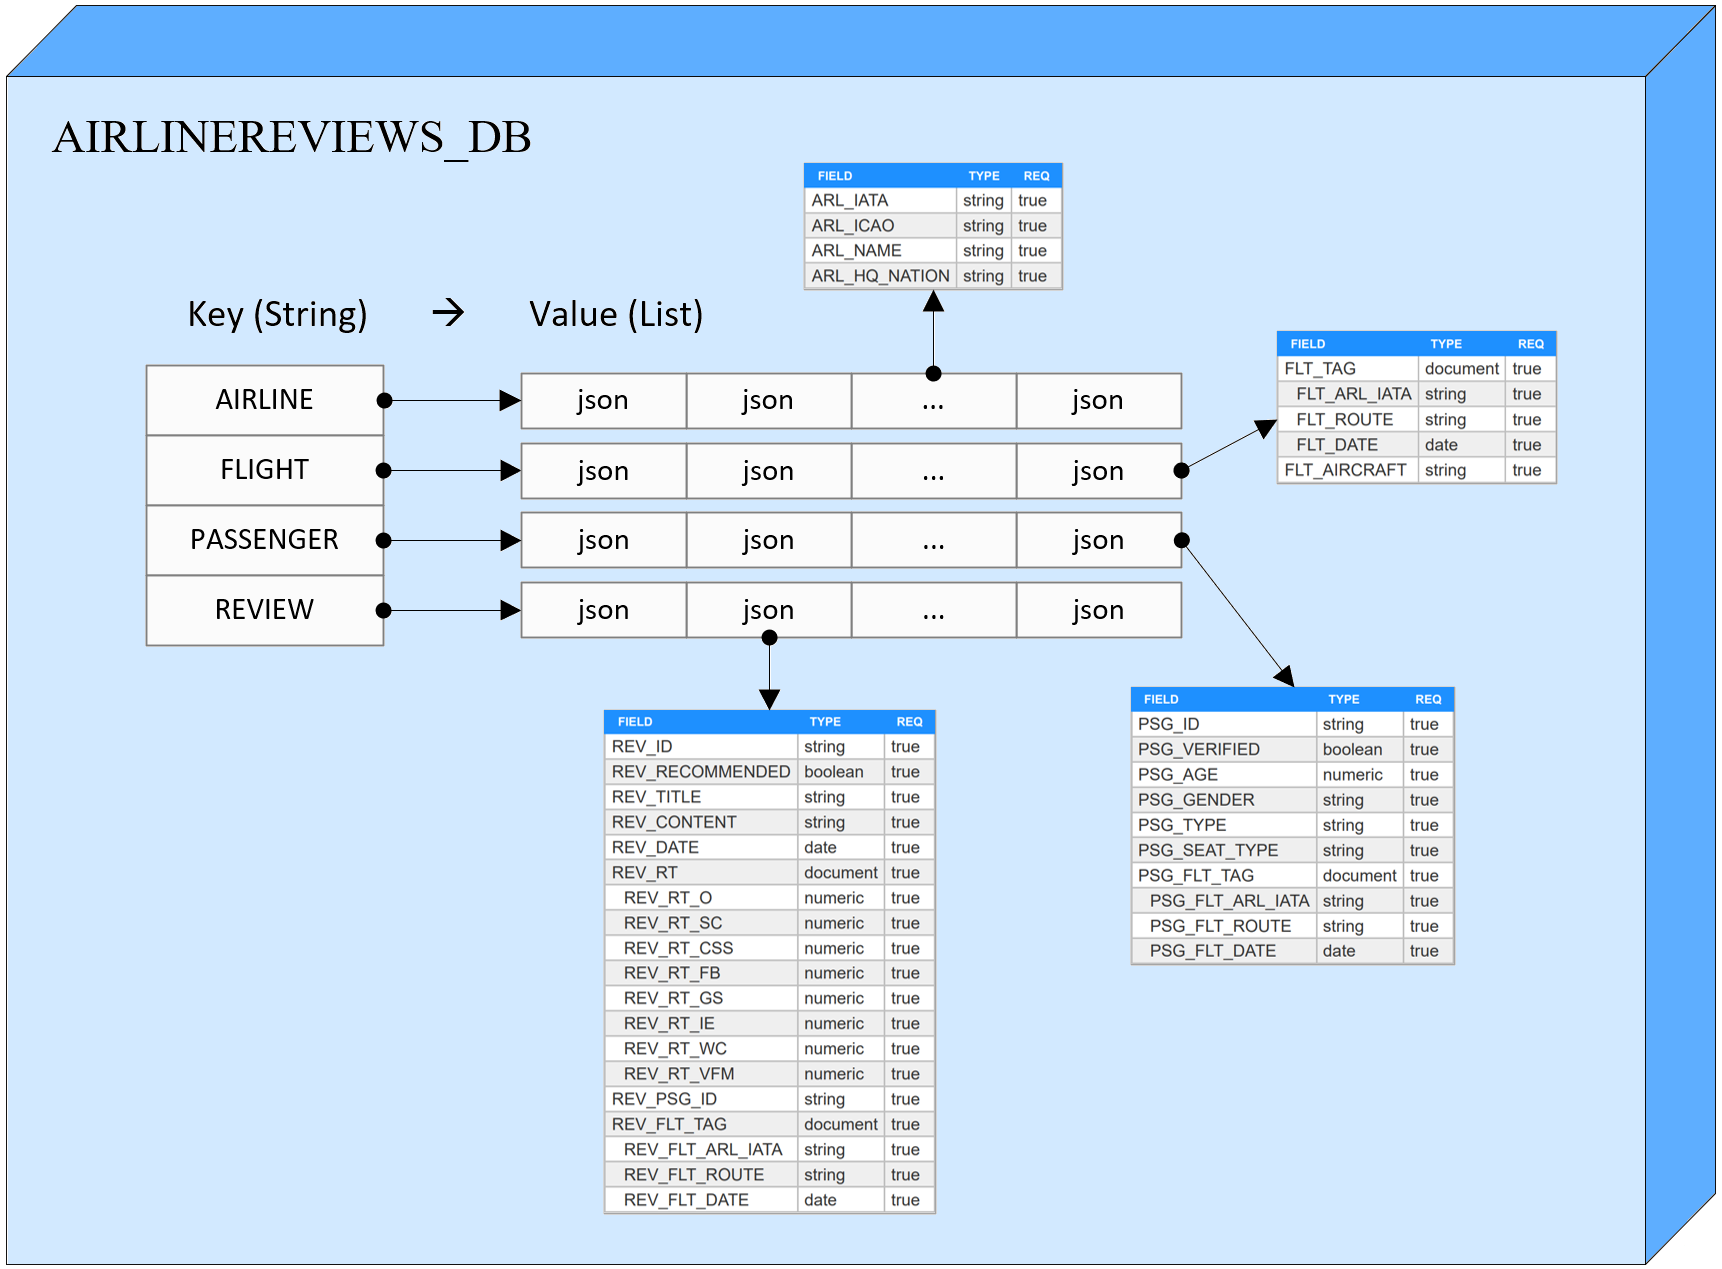 AIRLINEREVIEWS_DB
FIELD TYPE REQ
ARL_IATA string true
ARL_ICAO string true
ARL_NAME string true
ARL_HQ_NATION string true
Key (String) → Value (List)
FIELD TYPE REQ
FLT_TAG document true
FLT_ARL_IATA string true
FLT_ROUTE string true
FLT_DATE date true
FLT_AIRCRAFT string true
AIRLINE json json ... json
FLIGHT json json ... json
PASSENGER json json ... json
REVIEW json json ... json
FIELD TYPE REQ
REV_ID string true
REV_RECOMMENDED boolean true
REV_TITLE string true
REV_CONTENT string true
REV_DATE date true
REV_RT document true
REV_RT_O numeric true
REV_RT_SC numeric true
REV_RT_CSS numeric true
REV_RT_FB numeric true
REV_RT_GS numeric true
REV_RT_IE numeric true
REV_RT_WC numeric true
REV_RT_VFM numeric true
REV_PSG_ID string true
REV_FLT_TAG document true
REV_FLT_ARL_IATA string true
REV_FLT_ROUTE string true
REV_FLT_DATE date true
FIELD TYPE REQ
PSG_ID string true
PSG_VERIFIED boolean true
PSG_AGE numeric true
PSG_GENDER string true
PSG_TYPE string true
PSG_SEAT_TYPE string true
PSG_FLT_TAG document true
PSG_FLT_ARL_IATA string true
PSG_FLT_ROUTE string true
PSG_FLT_DATE date true